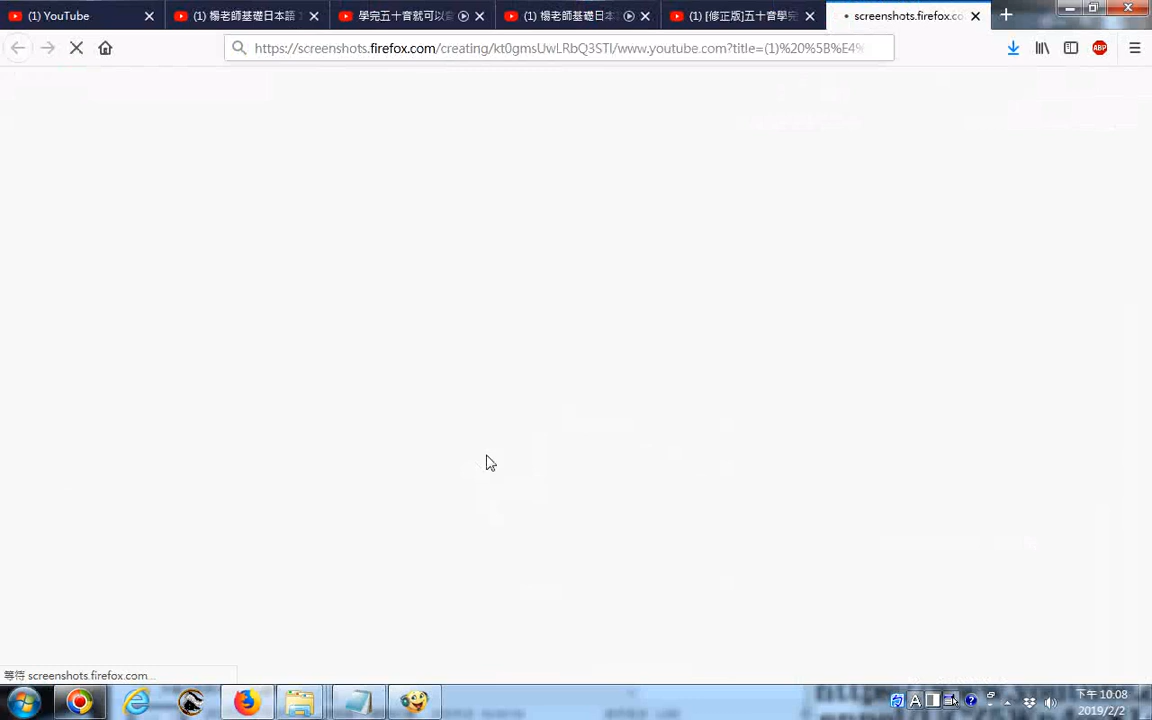 (1) YouTube
(1) 楊老師基礎日本語
學完五十音就可以
(1) 楊老師基礎日本
(1) [修正版]五十音學完
screenshots.firefox.co
https://screenshots.firefox.com/creating/kt0gmsUwLRbQ3STI/www.youtube.com?title=(1)%20%5B%E4%
ABP
等待 screenshots.firefox.com…
A
下午 10:08
2019/2/2